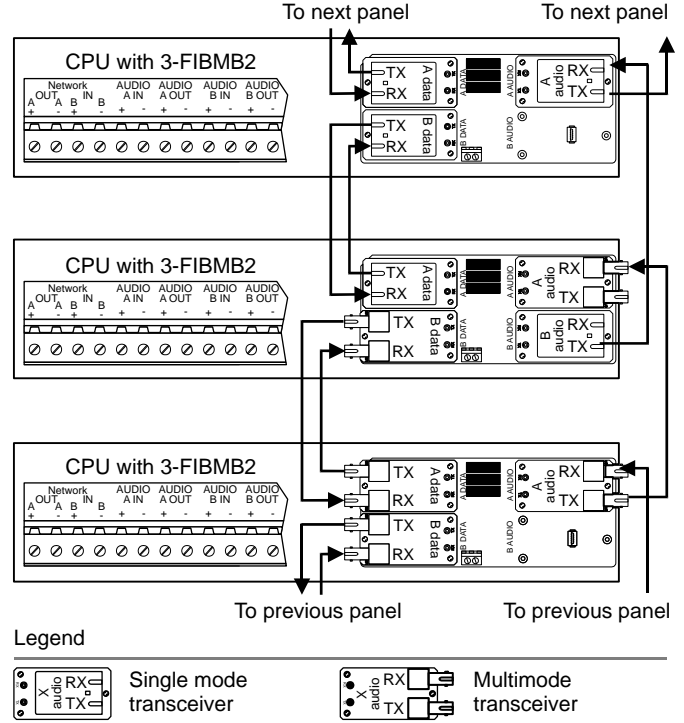 To next panel To next panel
CPU with 3-FIBMB2
Network AUDIO AUDIO AUDIO AUDIO
OUT IN A IN A OUT B IN B OUT
A A B B
+ - + - + - + - + - + -
TX
RX
A data
A DATA
A AUDIO
A audio
RX
TX
TX
RX
B data
B DATA
B AUDIO
CPU with 3-FIBMB2
Network AUDIO AUDIO AUDIO AUDIO
OUT IN A IN A OUT B IN B OUT
A A B B
+ - + - + - + - + - + -
TX
RX
A data
A DATA
A AUDIO
A audio
RX
TX
TX
RX
B data
B DATA
B AUDIO
B audio
RX
TX
CPU with 3-FIBMB2
Network AUDIO AUDIO AUDIO AUDIO
OUT IN A IN A OUT B IN B OUT
A A B B
+ - + - + - + - + - + -
TX
RX
A data
A DATA
A AUDIO
A audio
RX
TX
TX
RX
B data
B DATA
B AUDIO
To previous panel To previous panel
Legend
X audio
RX
TX
Single mode
transceiver
X audio
RX
TX
Multimode
transceiver